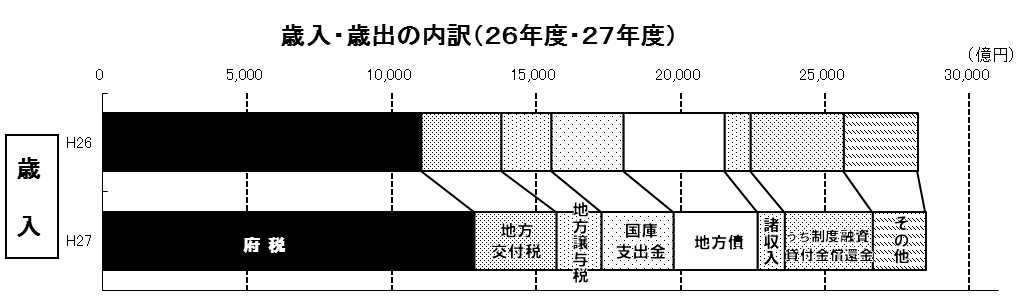 歳入・歳出の内訳（26年度・27年度）
（億円）
0 5,000 10,000 15,000 20,000 25,000 30,000
歳入
H26
H27
府税
地方
交付税
地方譲与税
国庫
支出金
地方債
諸収入
うち制度融資
貸付金償還金
その他